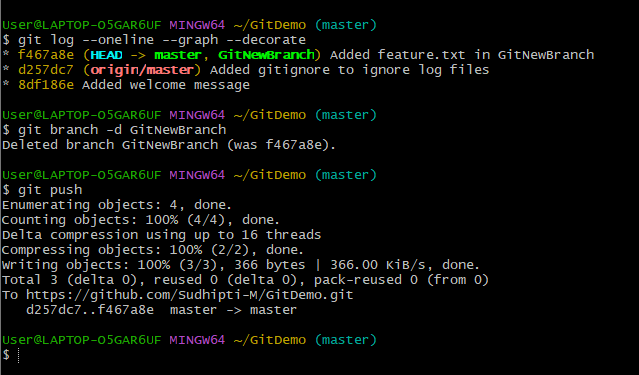 User@LAPTOP-O5GAR6UF MINGW64 ~/GitDemo (master)
$ git log --oneline --graph --decorate
* f467a8e (HEAD -> master, GitNewBranch) Added feature.txt in GitNewBranch
* d257dc7 (origin/master) Added gitignore to ignore log files
* 8df186e Added welcome message
User@LAPTOP-O5GAR6UF MINGW64 ~/GitDemo (master)
$ git branch -d GitNewBranch
Deleted branch GitNewBranch (was f467a8e).
User@LAPTOP-O5GAR6UF MINGW64 ~/GitDemo (master)
$ git push
Enumerating objects: 4, done.
Counting objects: 100% (4/4), done.
Delta compression using up to 16 threads
Compressing objects: 100% (2/2), done.
Writing objects: 100% (3/3), 366 bytes | 366.00 KiB/s, done.
Total 3 (delta 0), reused 0 (delta 0), pack-reused 0 (from 0)
To https://github.com/Sudhipti-M/GitDemo.git
   d257dc7..f467a8e  master -> master
User@LAPTOP-O5GAR6UF MINGW64 ~/GitDemo (master)
$